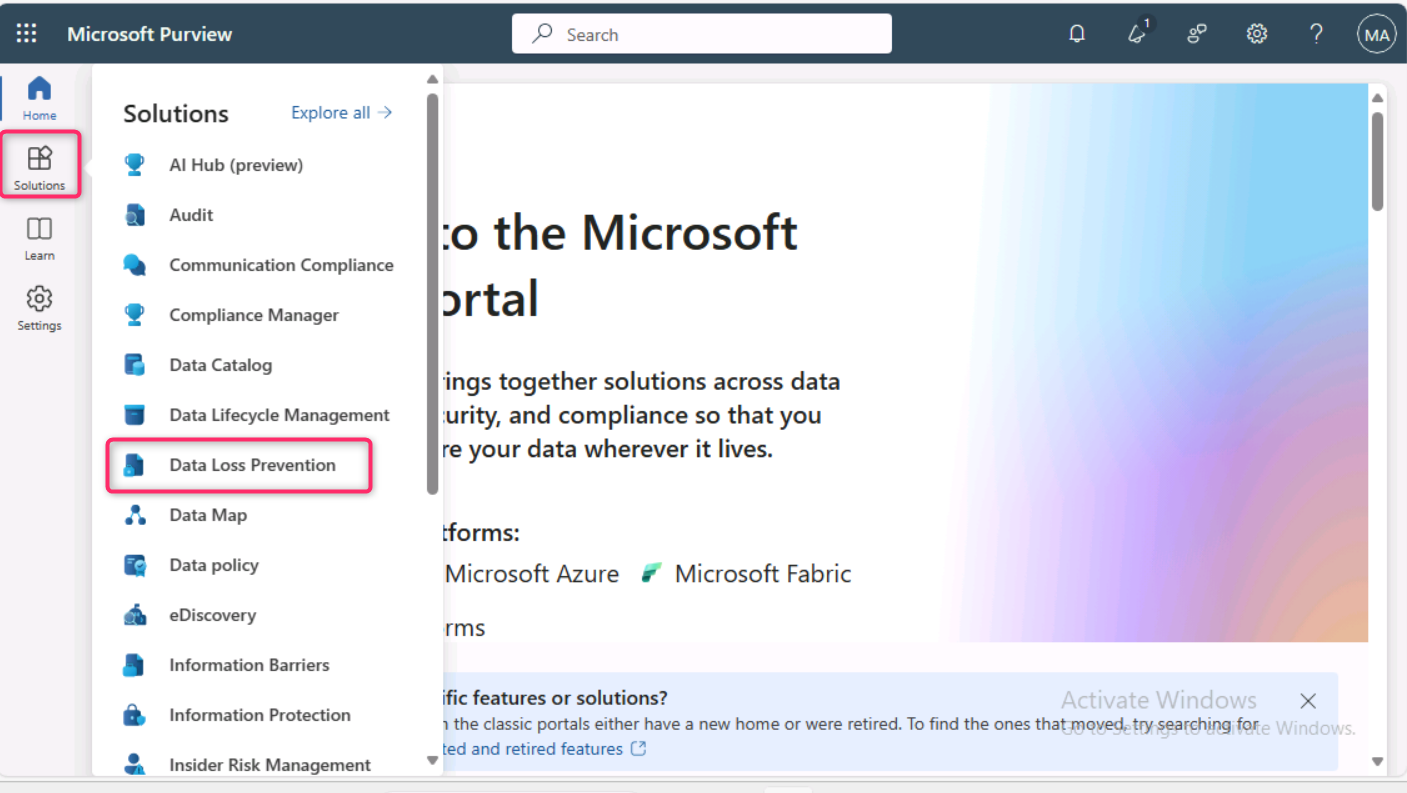 Microsoft Purview
Search
1
MA
Home
Solutions
Learn
Settings
Solutions
Explore all →
AI Hub (preview)
Audit
Communication Compliance
Compliance Manager
Data Catalog
Data Lifecycle Management
Data Loss Prevention
Data Map
Data policy
eDiscovery
Information Barriers
Information Protection
Insider Risk Management
to the Microsoft
ortal
rings together solutions across data
curity, and compliance so that you
re your data wherever it lives.
tforms:
Microsoft Azure
Microsoft Fabric
rms
ific features or solutions?
n the classic portals either have a new home or were retired. To find the ones that moved, try searching for
ted and retired features
Activate Windows
Go to Settings to activate Windows.